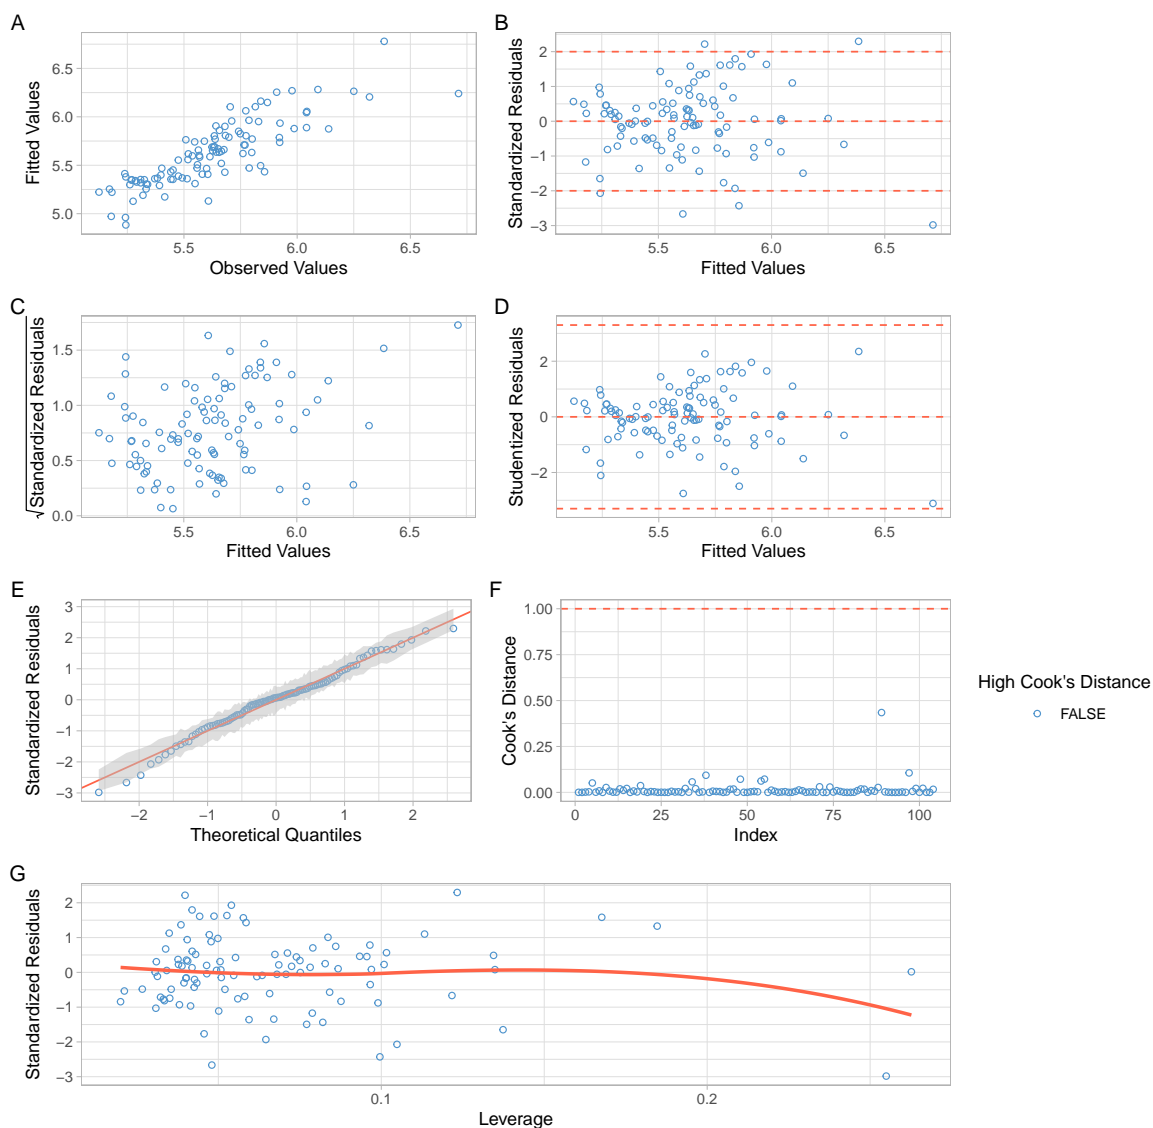 A
Fitted Values
6.5
6.0
5.5
5.0
5.5
6.0
6.5
Observed Values
B
Standardized Residuals
2
1
0
−1
−2
−3
5.5
6.0
6.5
Fitted Values
C
√Standardized Residuals
1.5
1.0
0.5
0.0
5.5
6.0
6.5
Fitted Values
D
Studentized Residuals
2
0
−2
5.5
6.0
6.5
Fitted Values
E
Standardized Residuals
3
2
1
0
−1
−2
−3
−2
−1
0
1
2
Theoretical Quantiles
F
Cook's Distance
1.00
0.75
0.50
0.25
0.00
0
25
50
75
100
Index
High Cook's Distance
FALSE
G
Standardized Residuals
2
1
0
−1
−2
−3
0.1
0.2
Leverage